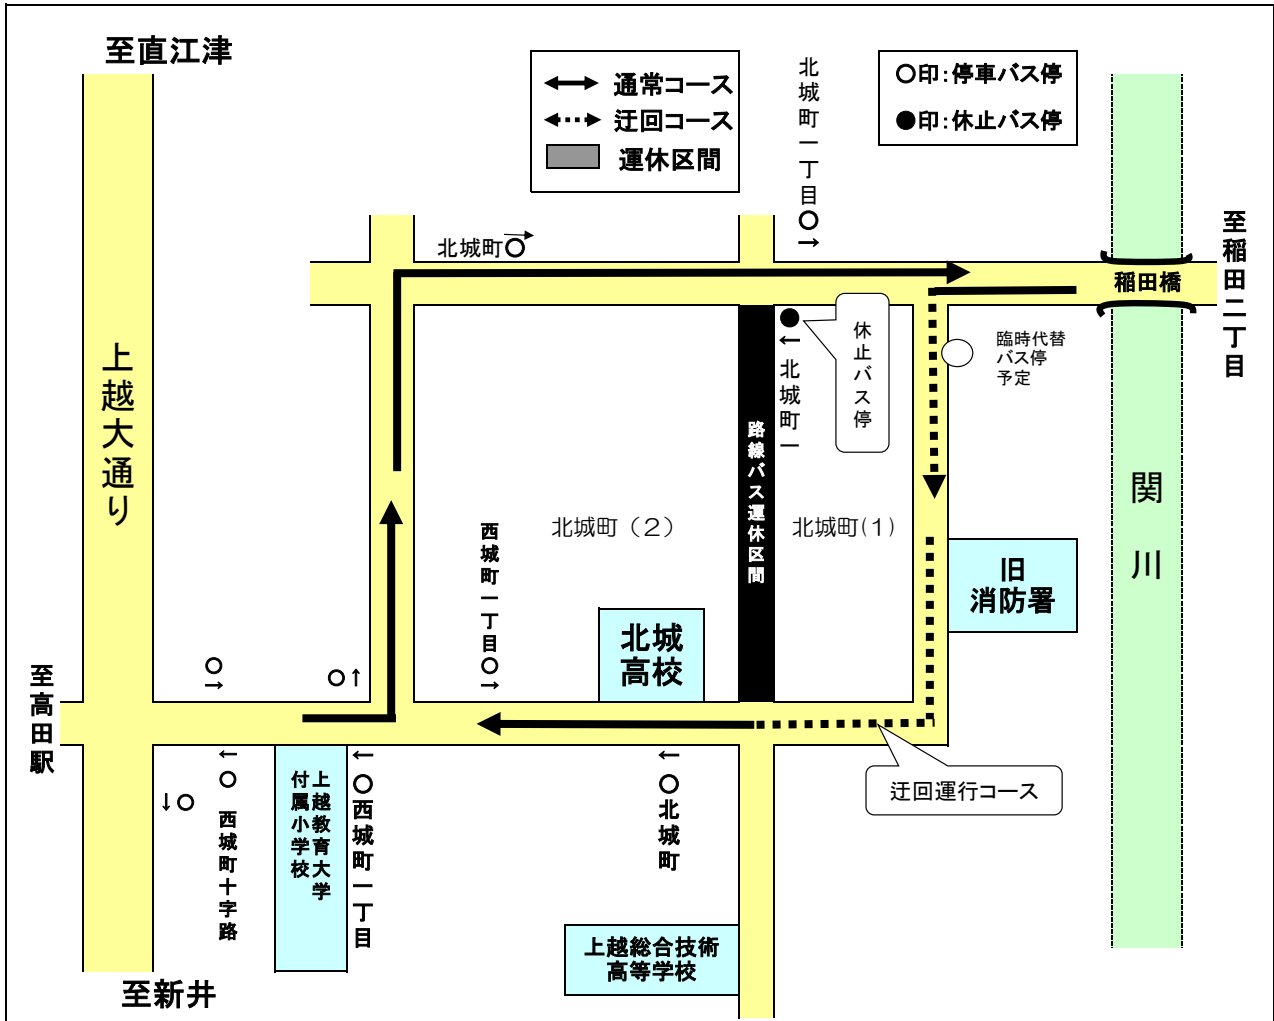 至直江津
通常コース
迂回コース
運休区間
北城町一丁目○
→
○印:停車バス停
●印:休止バス停
至稲田二丁目
北城町○
→
稲田橋
上越大通り
●
←
北城町一
休止バス停
臨時代替
バス停
予定
路線バス運休区間
関川
北城町（２）
北城町(１)
西城町一丁目○
→
旧
消防署
北城
高校
至高田駅
○
→
○↑
←
○
西城町十字路
↓○
上越教育大学
付属小学校
←
○西城町一丁目
←
○北城町
迂回運行コース
上越総合技術
高等学校
至新井